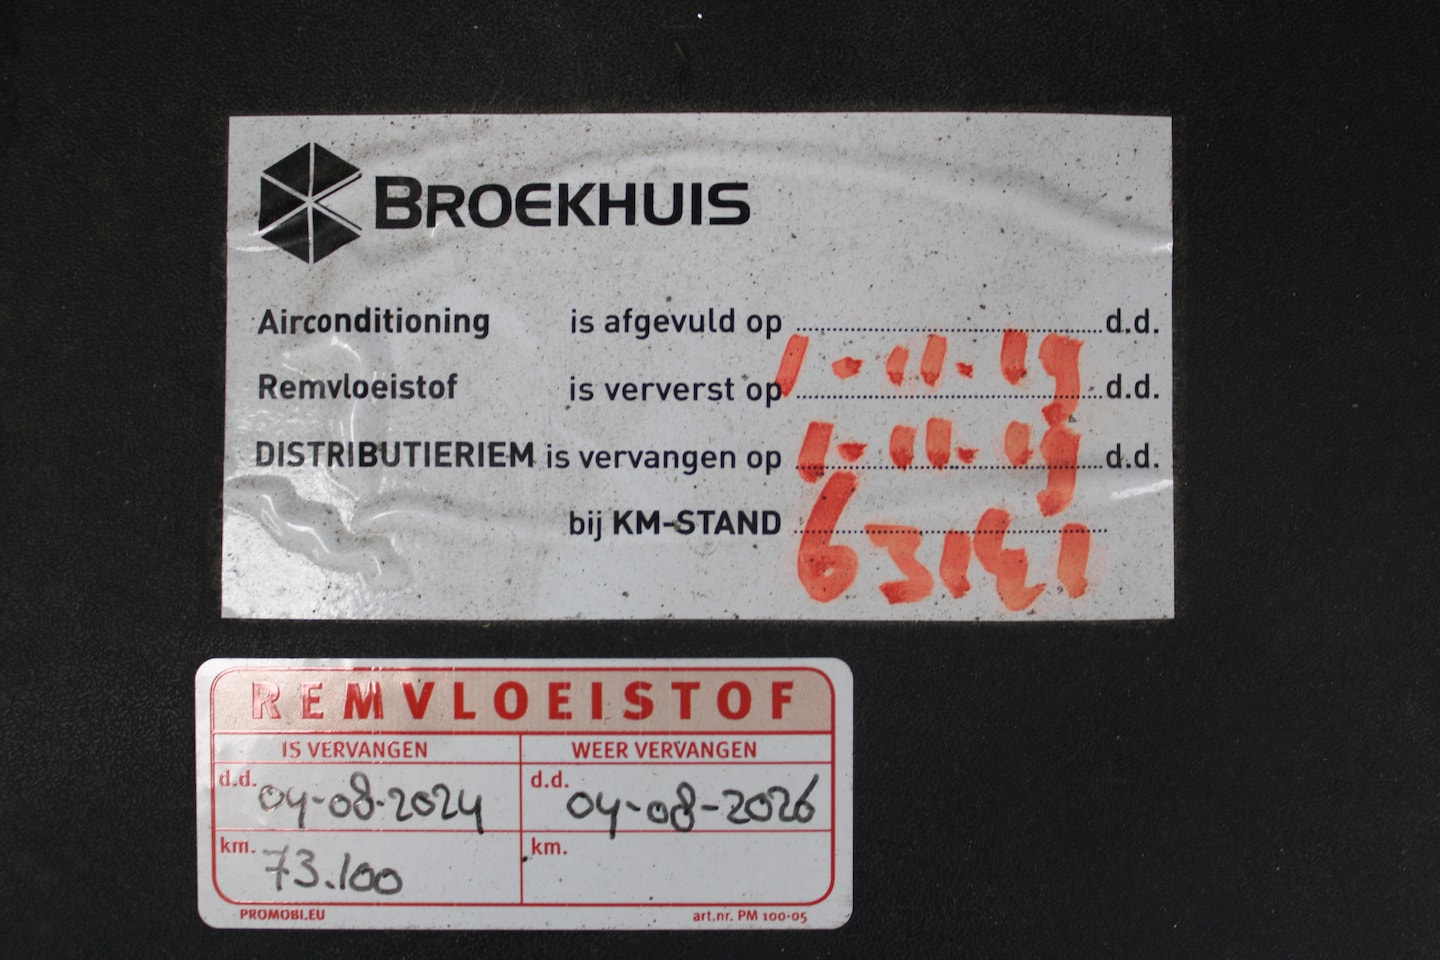 BROEKHUIS
Airconditioning is afgevuld op ........ d.d.
Remvloeistof is ververst op 1-11-19 d.d.
DISTRIBUTIERIEM is vervangen op 1-11-19 d.d.
bij KM-STAND 63141
REMVLOEISTOF
IS VERVANGEN WEER VERVANGEN
d.d. 04-08-2024 d.d. 04-08-2026
km. 73.100 km.
PROMOBI.EU art.nr. PM 100-05